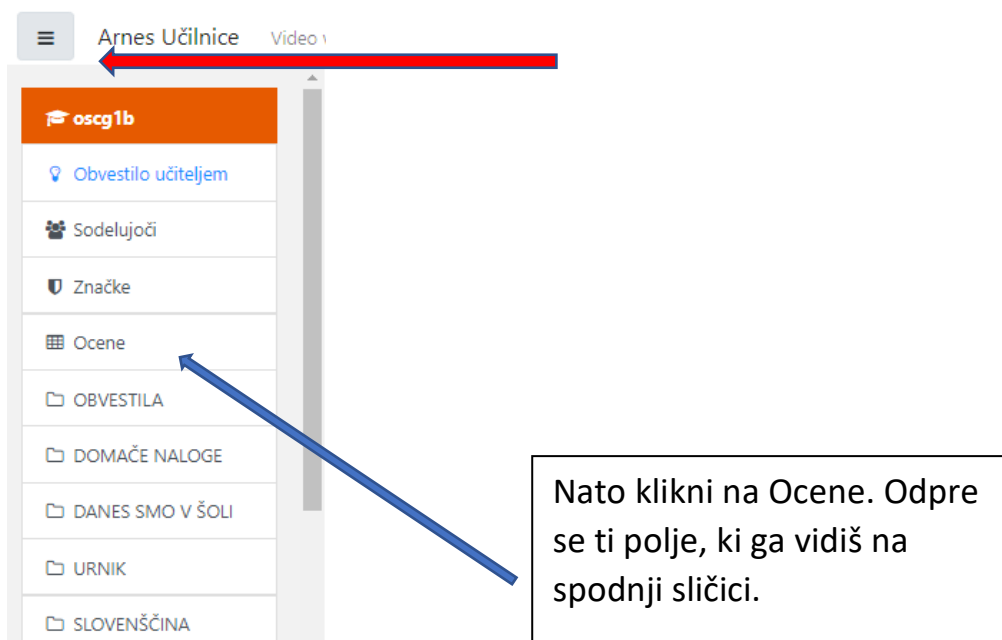 Arnes Učilnice Video
oscg1b
Obvestilo učiteljem
Sodelujoči
Značke
Ocene
OBVESTILA
DOMAČE NALOGE
DANES SMO V ŠOLI
URNIK
SLOVENŠČINA
Nato klikni na Ocene. Odpre
se ti polje, ki ga vidiš na
spodnji sličici.